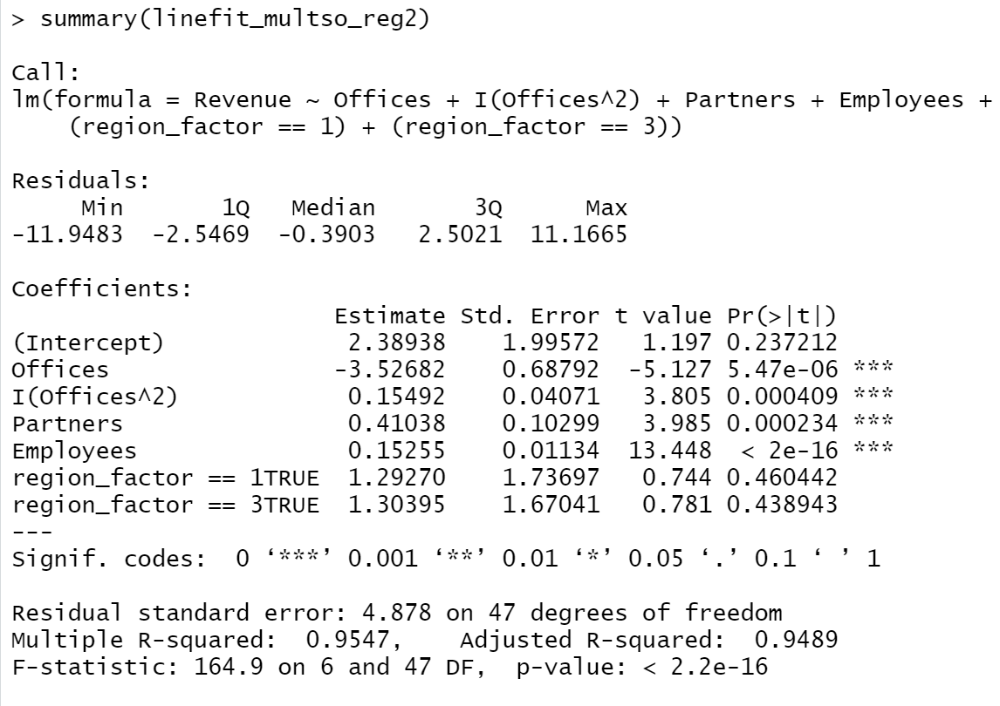 > summary(linefit_multso_reg2)
Call:
lm(formula = Revenue ~ Offices + I(Offices^2) + Partners + Employees +
    (region_factor == 1) + (region_factor == 3))
Residuals:
     Min       1Q   Median       3Q      Max
-11.9483  -2.5469  -0.3903   2.5021  11.1665
Coefficients:
                       Estimate Std. Error t value Pr(>|t|)
(Intercept)             2.38938    1.99572   1.197 0.237212
Offices                -3.52682    0.68792  -5.127 5.47e-06 ***
I(Offices^2)            0.15492    0.04071   3.805 0.000409 ***
Partners                0.41038    0.10299   3.985 0.000234 ***
Employees               0.15255    0.01134  13.448  < 2e-16 ***
region_factor == 1TRUE  1.29270    1.73697   0.744 0.460442
region_factor == 3TRUE  1.30395    1.67041   0.781 0.438943
---
Signif. codes:  0 ‘***’ 0.001 ‘**’ 0.01 ‘*’ 0.05 ‘.’ 0.1 ‘ ’ 1
Residual standard error: 4.878 on 47 degrees of freedom
Multiple R-squared:  0.9547,    Adjusted R-squared:  0.9489
F-statistic: 164.9 on 6 and 47 DF,  p-value: < 2.2e-16